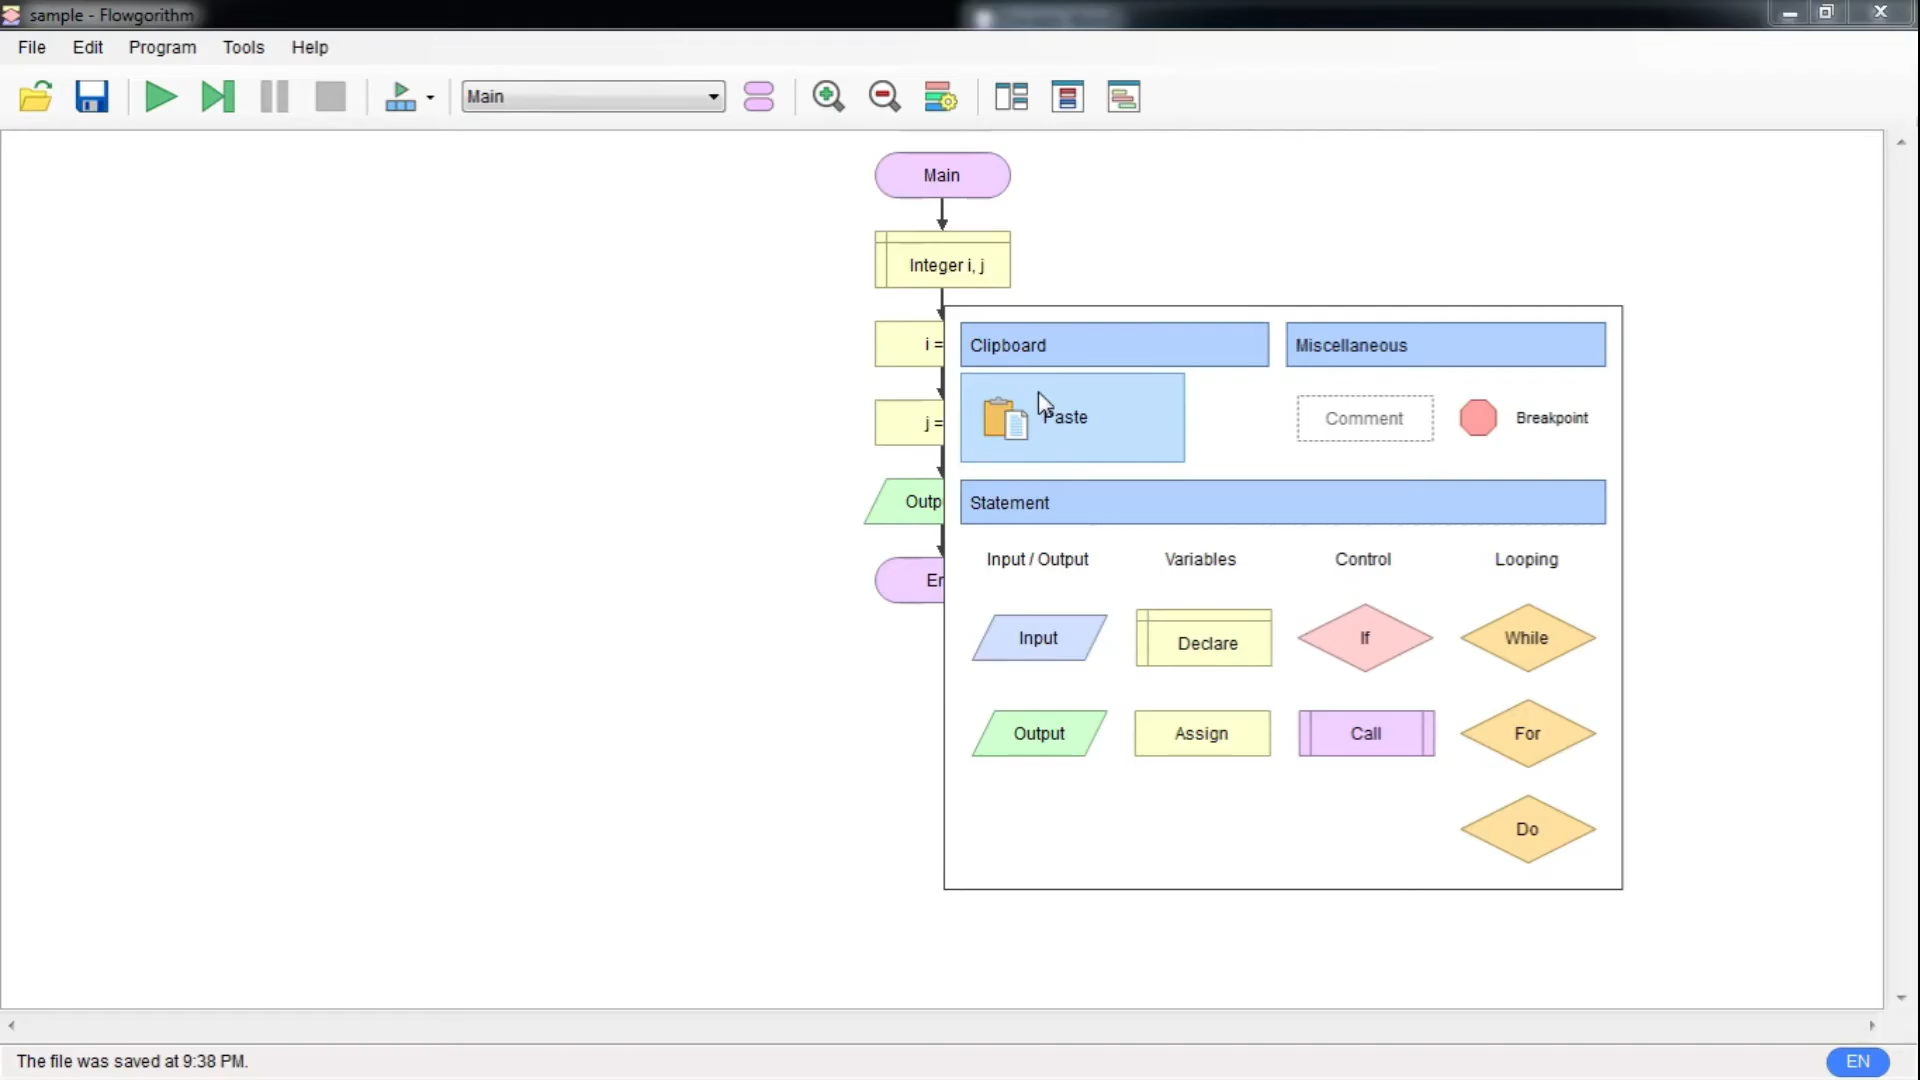 sample - Flowgorithm
File Edit Program Tools Help
Main
Main
Integer i, j
i =
j =
Outp
Er
Clipboard Miscellaneous
Paste Comment Breakpoint
Statement
Input / Output Variables Control Looping
Input Declare If While
Output Assign Call For
Do
The file was saved at 9:38 PM. EN